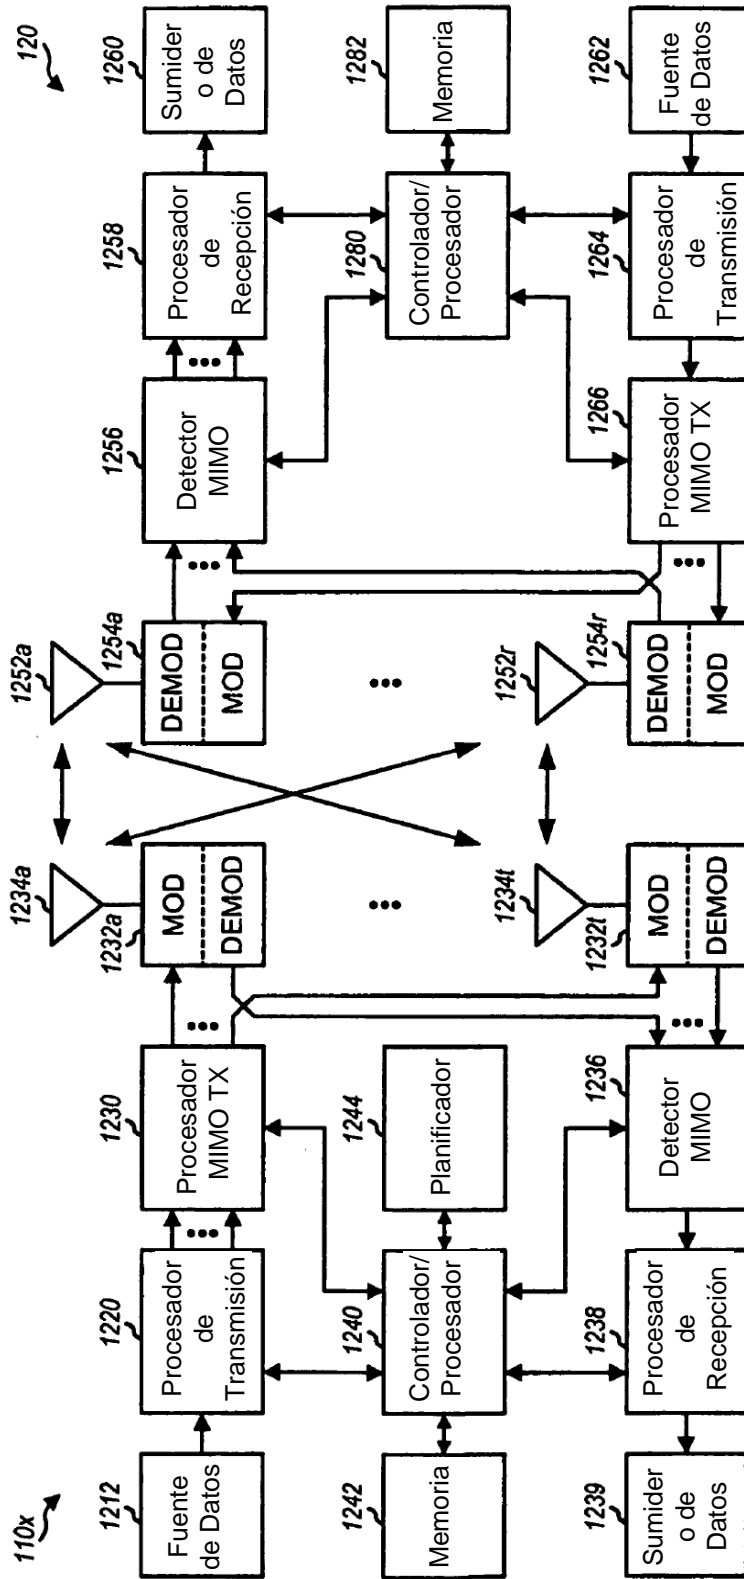 110x
120
1212
Fuente
de Datos
1220
Procesador
de
Transmisión
1230
Procesador
MIMO TX
1232a
MOD
DEMOD
1234a
1252a
1254a
DEMOD
MOD
1256
Detector
MIMO
1258
Procesador
de
Recepción
1260
Sumider
o de
Datos
1242
Memoria
1240
Controlador/
Procesador
1244
Planificador
1280
Controlador/
Procesador
1282
Memoria
1239
Sumider
o de
Datos
1238
Procesador
de
Recepción
1236
Detector
MIMO
1232t
MOD
DEMOD
1234t
1252r
1254r
DEMOD
MOD
1266
Procesador
MIMO TX
1264
Procesador
de
Transmisión
1262
Fuente
de Datos